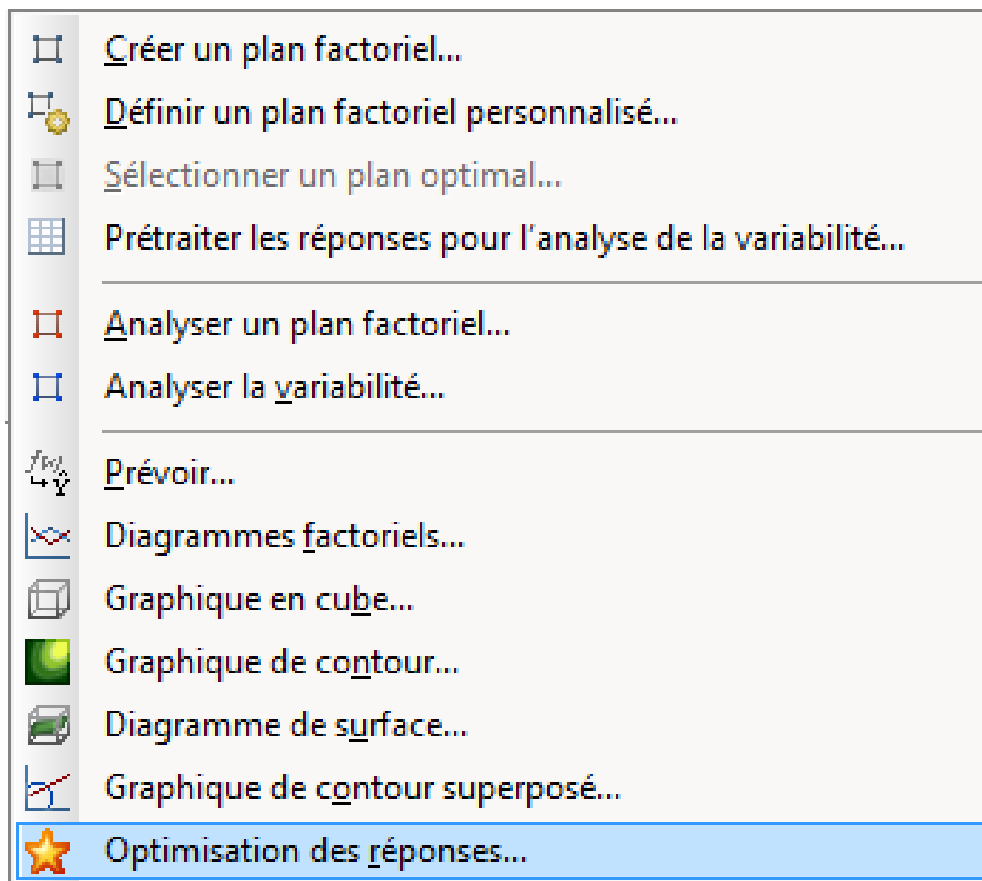 Créer un plan factoriel...
Définir un plan factoriel personnalisé...
Sélectionner un plan optimal...
Prétraiter les réponses pour l'analyse de la variabilité...
Analyser un plan factoriel...
Analyser la variabilité...
Prévoir...
Diagrammes factoriels...
Graphique en cube...
Graphique de contour...
Diagramme de surface...
Graphique de contour superposé...
Optimisation des réponses...